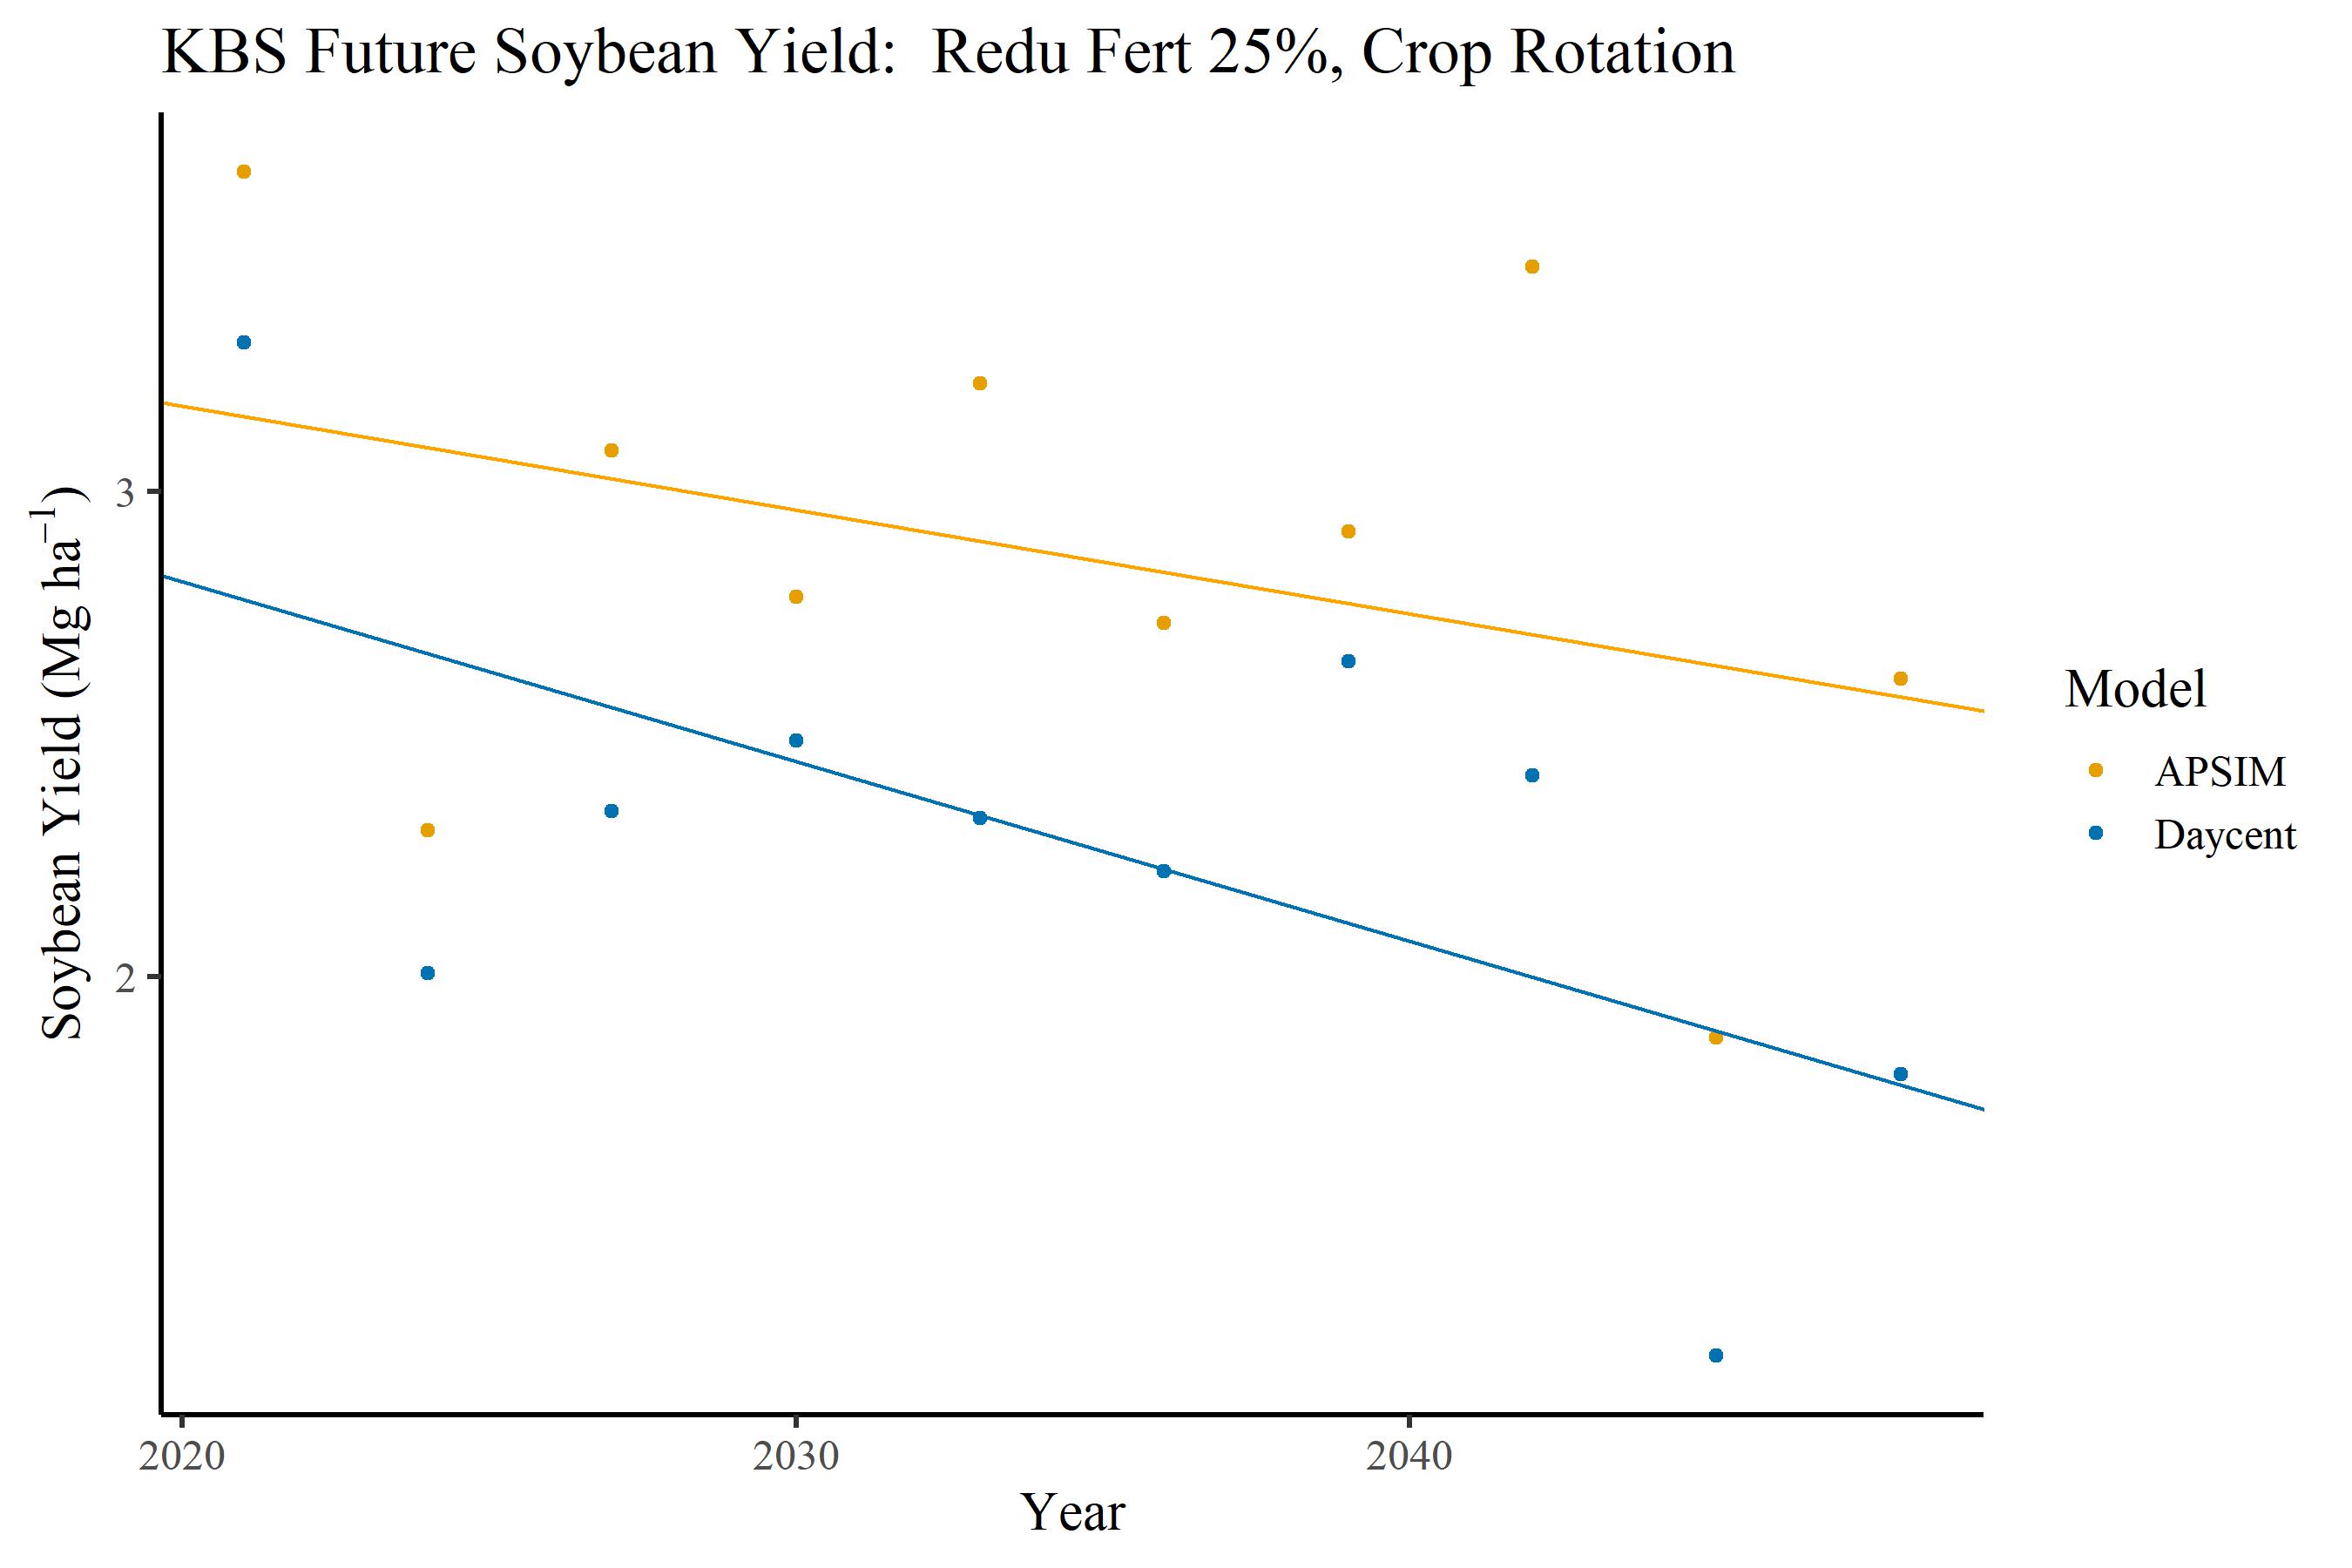 KBS Future Soybean Yield:  Redu Fert 25%, Crop Rotation
Soybean Yield (Mg ha⁻¹)
3
2
2020 2030 2040
Year
Model
APSIM
Daycent